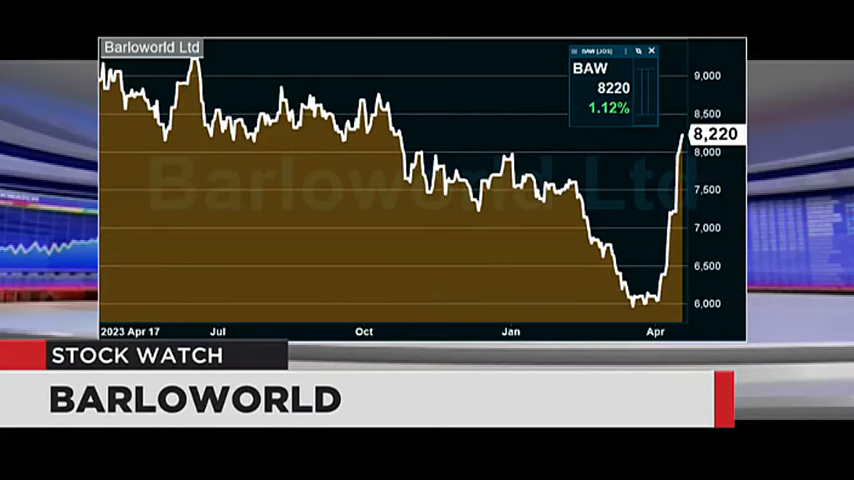 Barloworld Ltd
BAW [JOS]
BAW
8220
1.12%
9,000
8,500
8,220
8,000
7,500
7,000
6,500
6,000
Barloworld Ltd
2023 Apr 17 Jul Oct Jan Apr
STOCK WATCH
BARLOWORLD